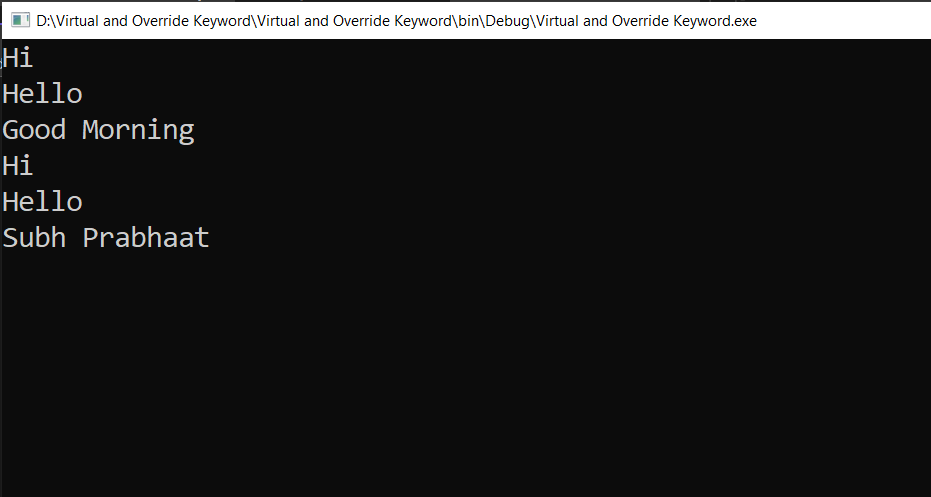 D:\Virtual and Override Keyword\Virtual and Override Keyword\bin\Debug\Virtual and Override Keyword.exe
Hi
Hello
Good Morning
Hi
Hello
Subh Prabhaat